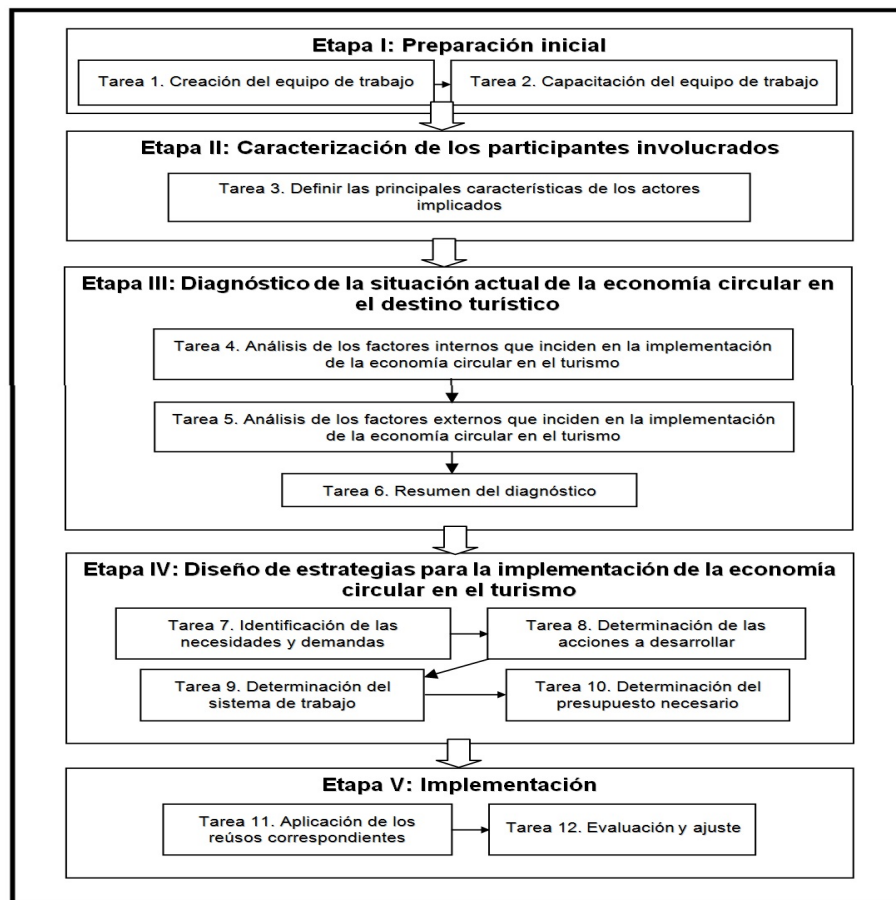 Etapa I: Preparación inicial
Tarea 1. Creación del equipo de trabajo
Tarea 2. Capacitación del equipo de trabajo
Etapa II: Caracterización de los participantes involucrados
Tarea 3. Definir las principales características de los actores
implicados
Etapa III: Diagnóstico de la situación actual de la economía circular en
el destino turístico
Tarea 4. Análisis de los factores internos que inciden en la implementación
de la economía circular en el turismo
Tarea 5. Análisis de los factores externos que inciden en la implementación
de la economía circular en el turismo
Tarea 6. Resumen del diagnóstico
Etapa IV: Diseño de estrategias para la implementación de la economía
circular en el turismo
Tarea 7. Identificación de las
necesidades y demandas
Tarea 8. Determinación de las
acciones a desarrollar
Tarea 9. Determinación del
sistema de trabajo
Tarea 10. Determinación del
presupuesto necesario
Etapa V: Implementación
Tarea 11. Aplicación de los
reúsos correspondientes
Tarea 12. Evaluación y ajuste